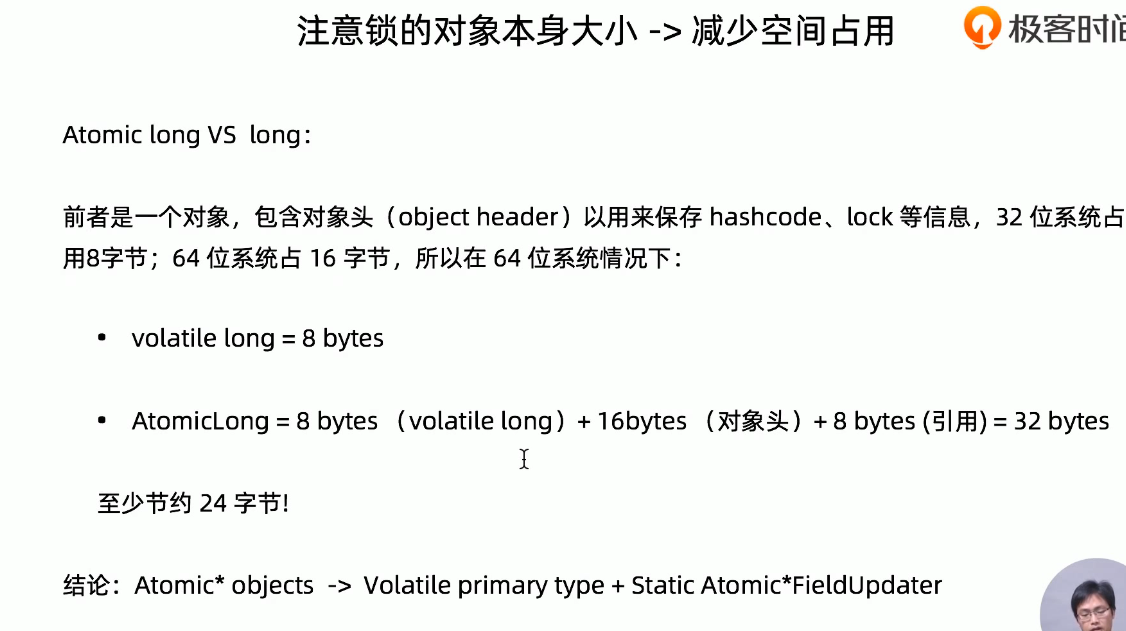 注意锁的对象本身大小 -> 减少空间占用
极客时间
Atomic long VS long：
前者是一个对象，包含对象头（object header）以用来保存 hashcode、lock 等信息，32 位系统占
用8字节；64 位系统占 16 字节，所以在 64 位系统情况下：
• volatile long = 8 bytes
• AtomicLong = 8 bytes （volatile long）+ 16bytes （对象头）+ 8 bytes (引用) = 32 bytes
至少节约 24 字节!
结论：Atomic* objects -> Volatile primary type + Static Atomic*FieldUpdater